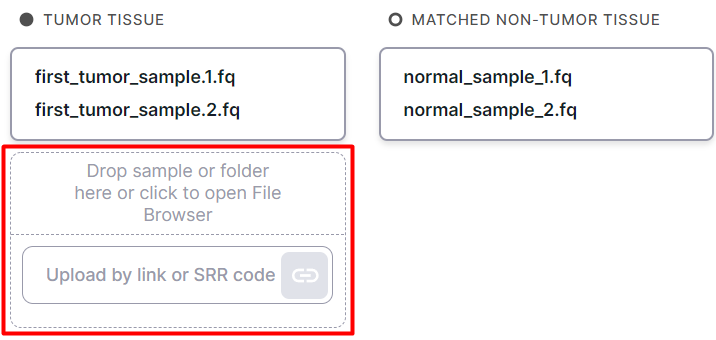 TUMOR TISSUE
first_tumor_sample.1.fq
first_tumor_sample.2.fq
Drop sample or folder
here or click to open File
Browser
Upload by link or SRR code
MATCHED NON-TUMOR TISSUE
normal_sample_1.fq
normal_sample_2.fq